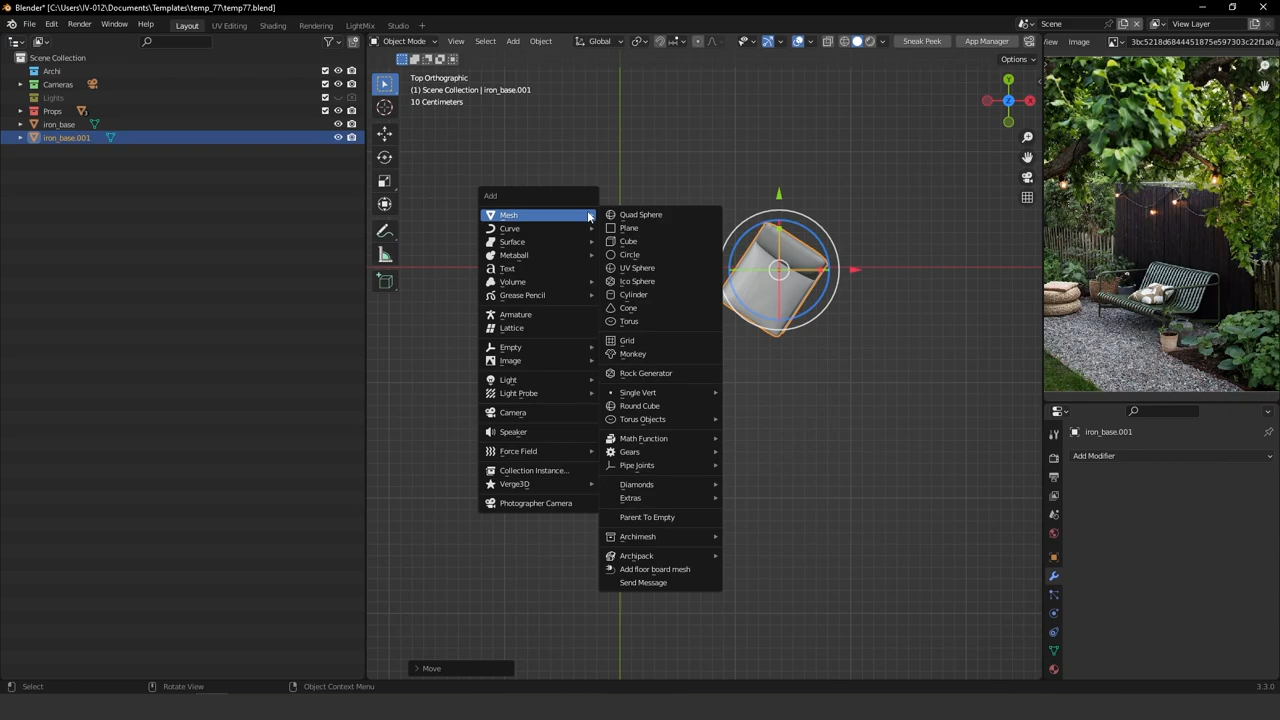 Blender* [C:\Users\IV-012\Documents\Templates\temp_77\temp77.blend]
File Edit Render Window Help Layout UV Editing Shading Rendering LightMix Studio Scene View Layer
Object Mode View Select Add Object Global Sneak Peek App Manager View Image 3bc5218d6844451875e597303c22f1a0.j
Options
Scene Collection
Archi
Cameras
Lights
Props
iron_base
iron_base.001
Top Orthographic
(1) Scene Collection | iron_base.001
10 Centimeters
Add
Mesh
Curve
Surface
Metaball
Text
Volume
Grease Pencil
Armature
Lattice
Empty
Image
Light
Light Probe
Camera
Speaker
Force Field
Collection Instance...
Verge3D
Photographer Camera
Quad Sphere
Plane
Cube
Circle
UV Sphere
Ico Sphere
Cylinder
Cone
Torus
Grid
Monkey
Rock Generator
Single Vert
Round Cube
Torus Objects
Math Function
Gears
Pipe Joints
Diamonds
Extras
Parent To Empty
Archimesh
Archipack
Add floor board mesh
Send Message
Y
X
Z
iron_base.001
Add Modifier
Move
Select Rotate View Object Context Menu 3.3.0